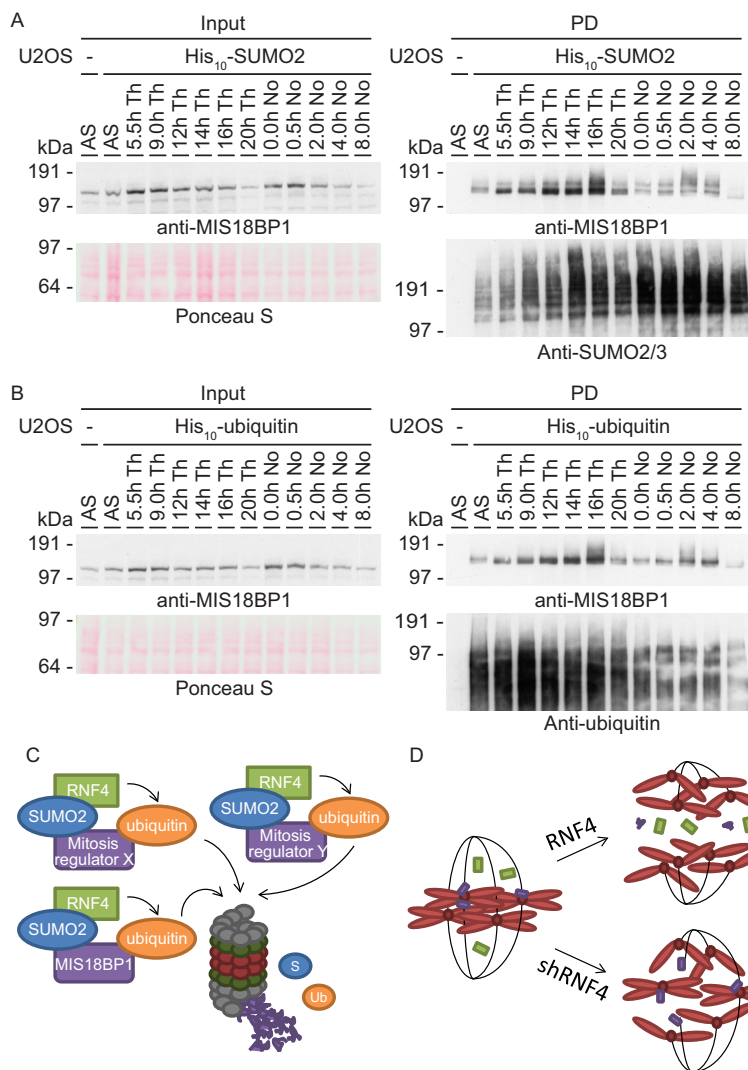 A
Input
PD
U2OS - His10-SUMO2
U2OS - His10-SUMO2
AS AS 5.5h Th 9.0h Th 12h Th 14h Th 16h Th 20h Th 0.0h No 0.5h No 2.0h No 4.0h No 8.0h No
AS AS 5.5h Th 9.0h Th 12h Th 14h Th 16h Th 20h Th 0.0h No 0.5h No 2.0h No 4.0h No 8.0h No
kDa
191 -
97 -
anti-MIS18BP1
97 -
64 -
Ponceau S
kDa
191 -
97 -
anti-MIS18BP1
191 -
97 -
Anti-SUMO2/3
B
Input
PD
U2OS - His10-ubiquitin
U2OS - His10-ubiquitin
AS AS 5.5h Th 9.0h Th 12h Th 14h Th 16h Th 20h Th 0.0h No 0.5h No 2.0h No 4.0h No 8.0h No
AS AS 5.5h Th 9.0h Th 12h Th 14h Th 16h Th 20h Th 0.0h No 0.5h No 2.0h No 4.0h No 8.0h No
kDa
191 -
97 -
anti-MIS18BP1
97 -
64 -
Ponceau S
kDa
191 -
97 -
anti-MIS18BP1
191 -
97 -
Anti-ubiquitin
C
RNF4
SUMO2
ubiquitin
Mitosis
regulator X
RNF4
SUMO2
ubiquitin
Mitosis
regulator Y
RNF4
SUMO2
ubiquitin
MIS18BP1
S
Ub
D
RNF4
shRNF4